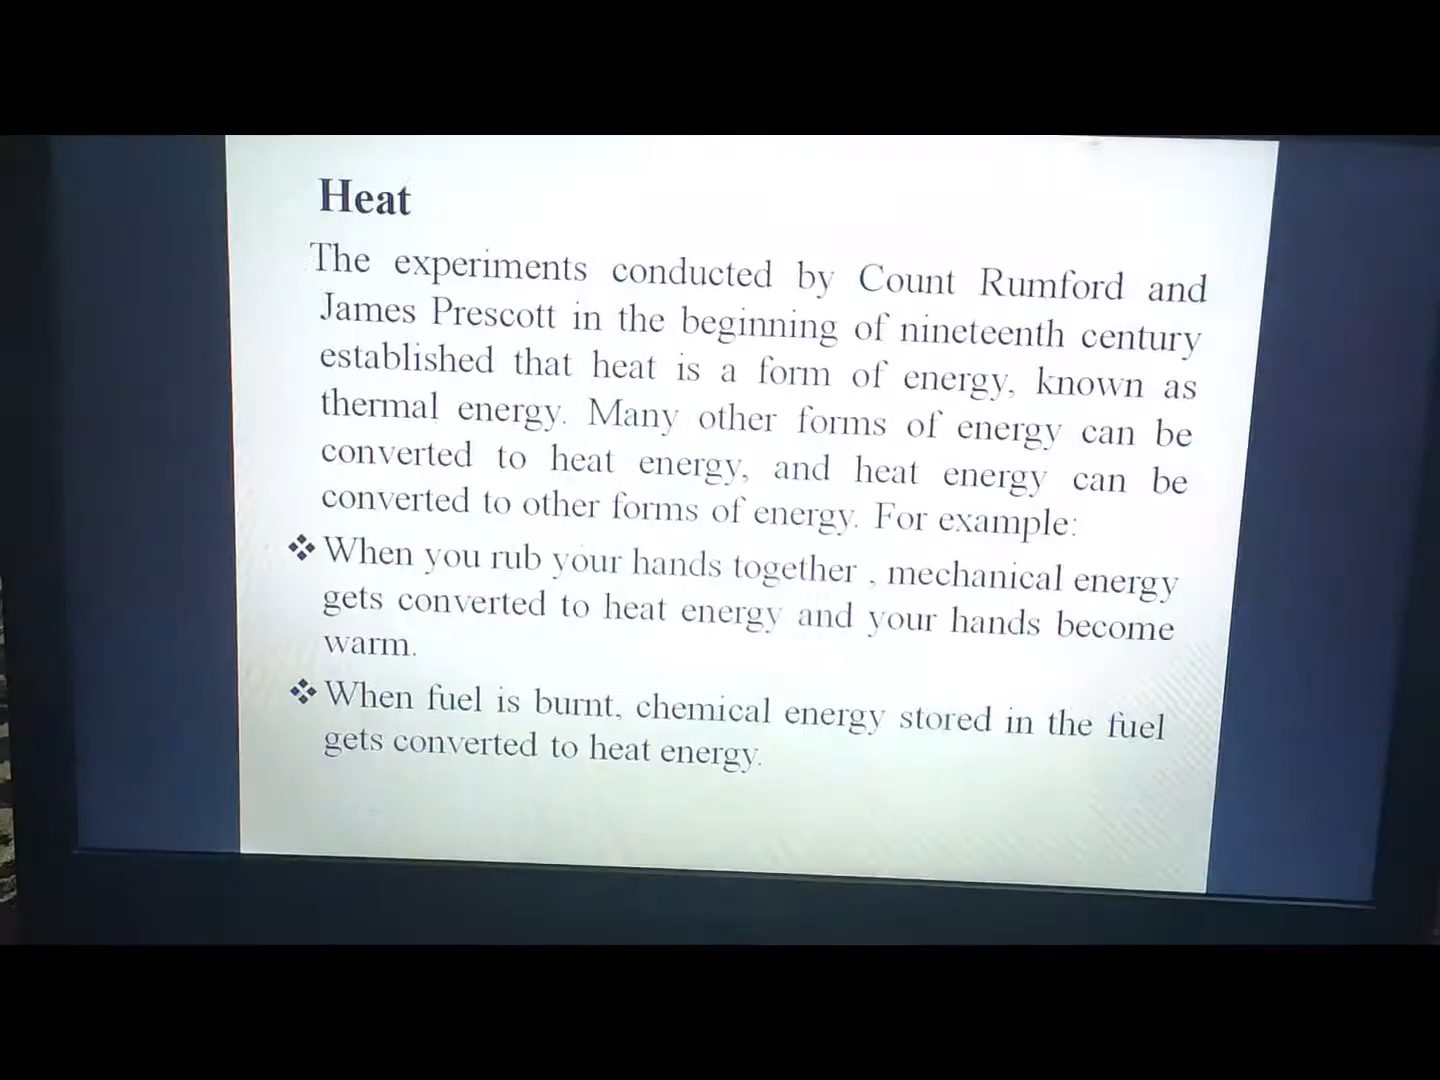 Heat
The experiments conducted by Count Rumford and
James Prescott in the beginning of nineteenth century
established that heat is a form of energy, known as
thermal energy. Many other forms of energy can be
converted to heat energy, and heat energy can be
converted to other forms of energy. For example:
❖ When you rub your hands together , mechanical energy
gets converted to heat energy and your hands become
warm.
❖ When fuel is burnt, chemical energy stored in the fuel
gets converted to heat energy.